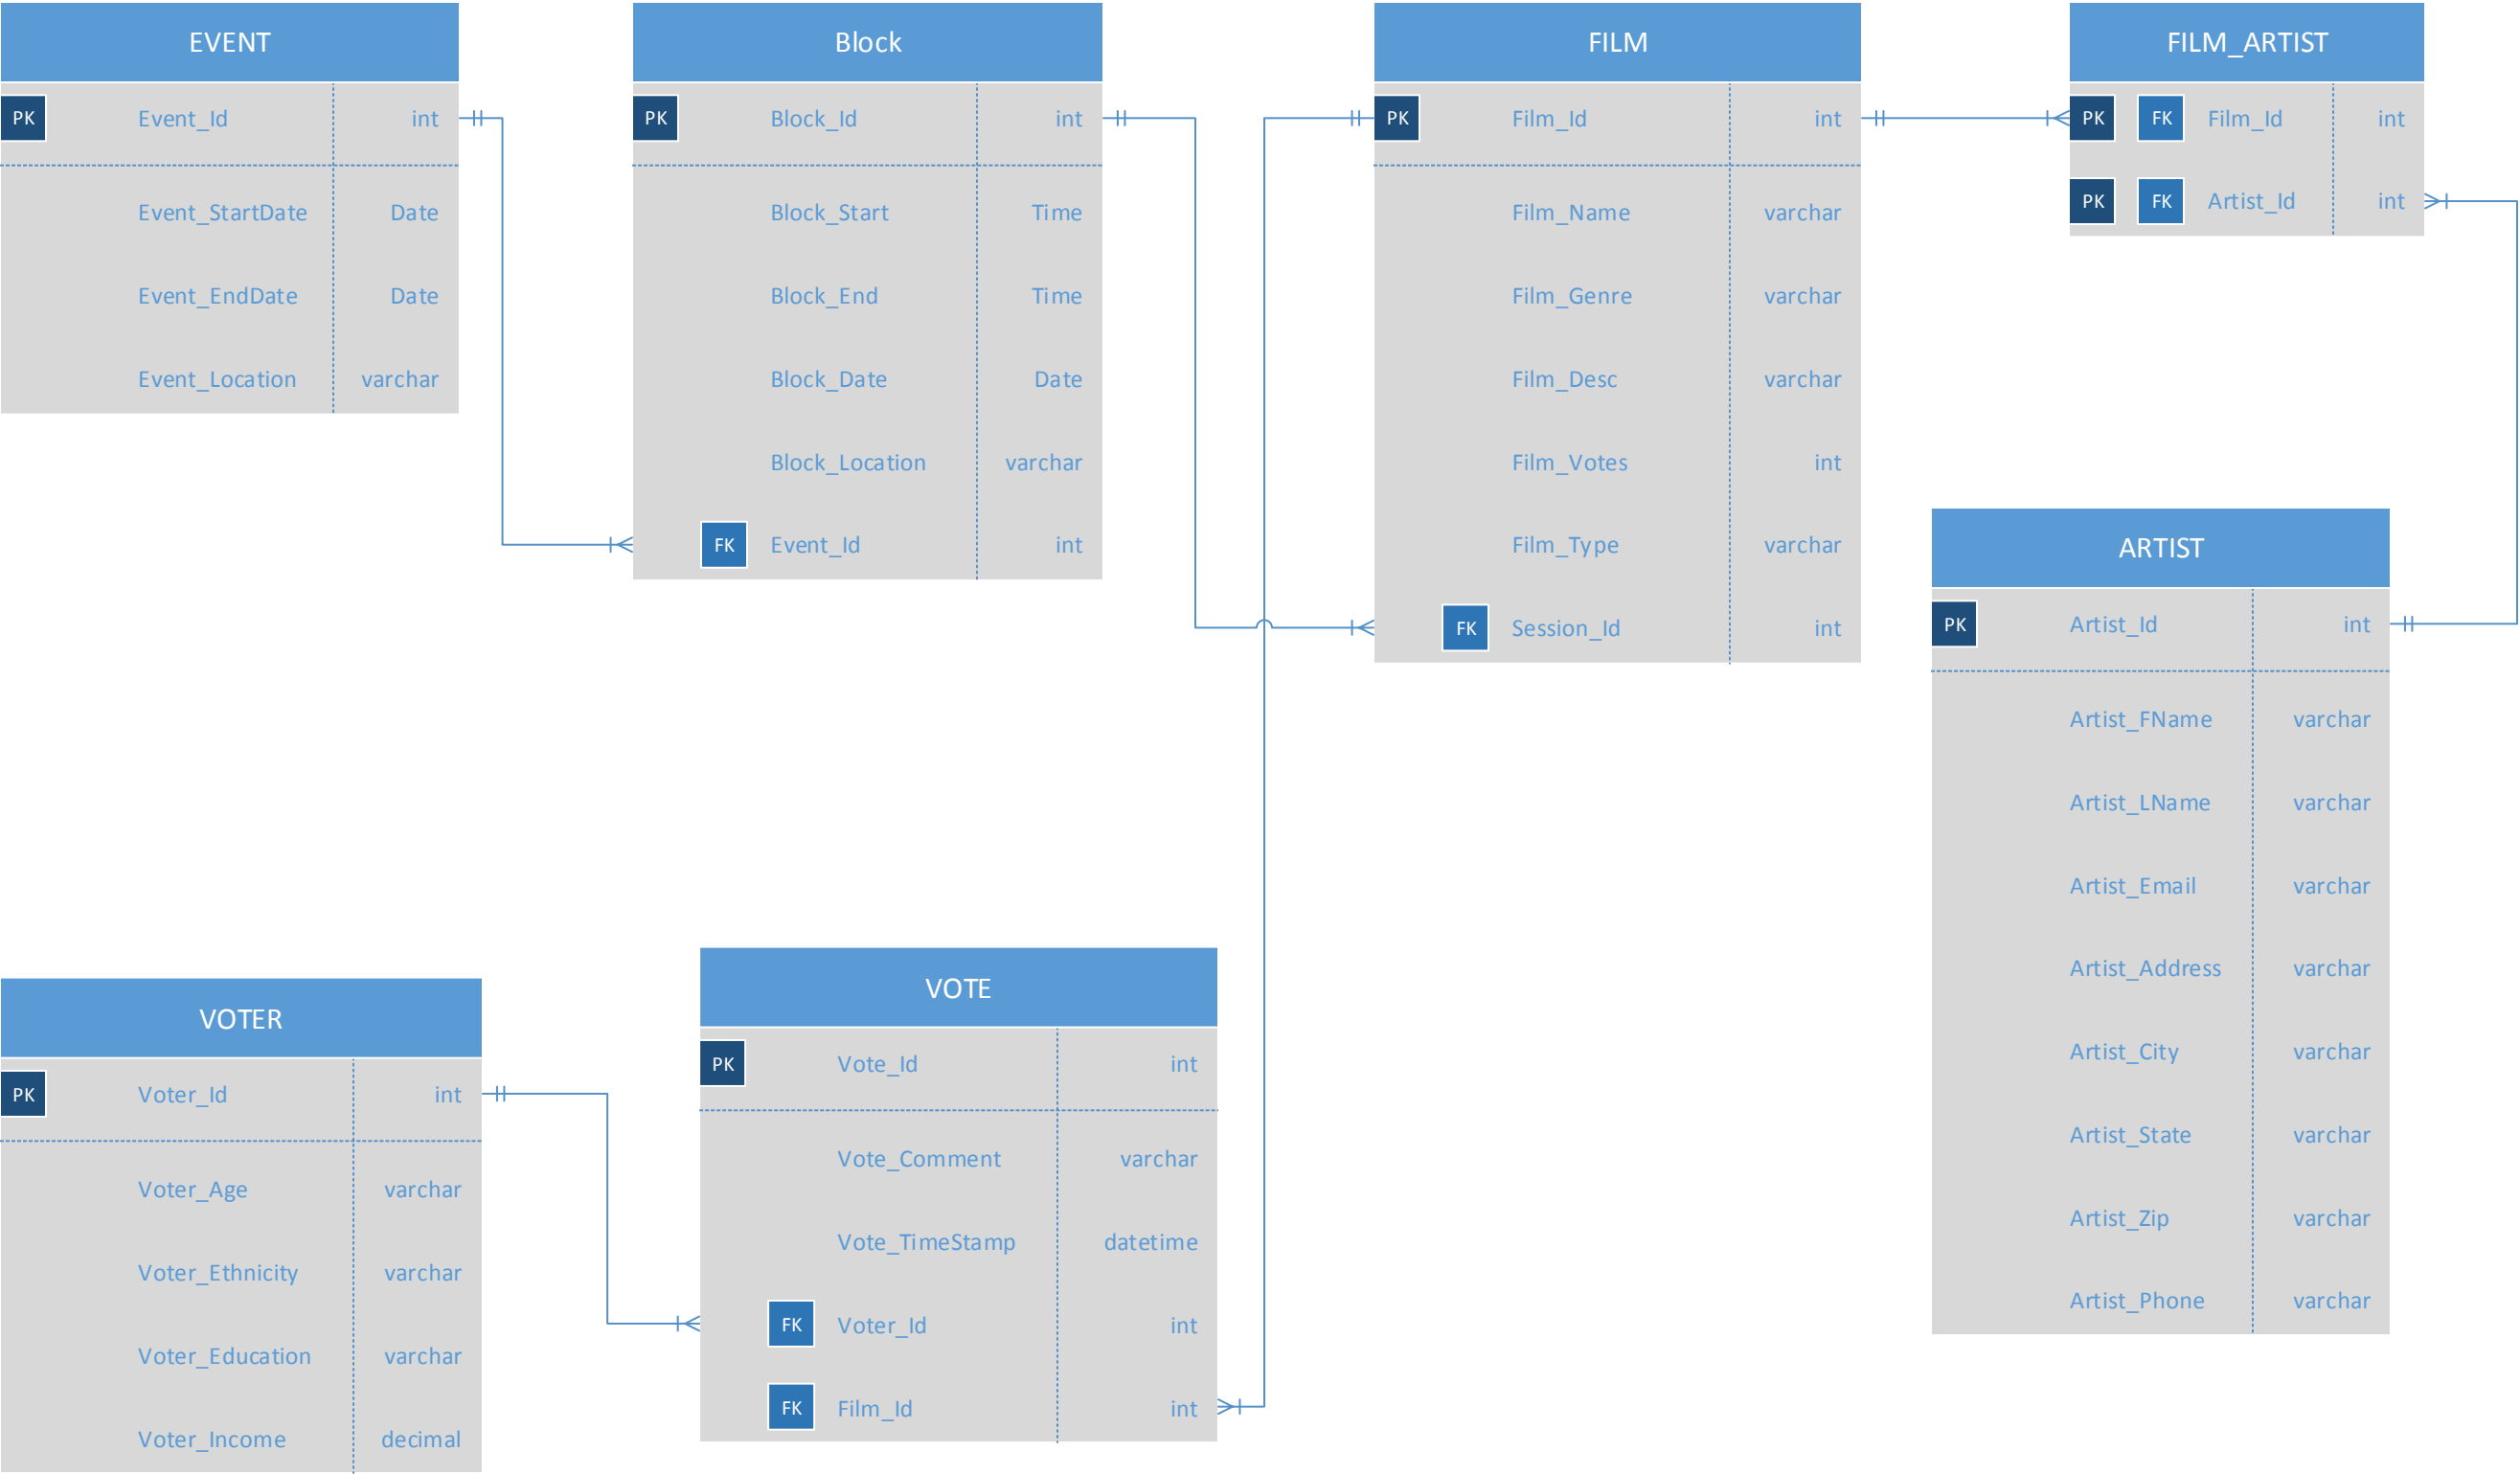 EVENT
PK Event_Id int
Event_StartDate Date
Event_EndDate Date
Event_Location varchar
Block
PK Block_Id int
Block_Start Time
Block_End Time
Block_Date Date
Block_Location varchar
FK Event_Id int
FILM
PK Film_Id int
Film_Name varchar
Film_Genre varchar
Film_Desc varchar
Film_Votes int
Film_Type varchar
FK Session_Id int
FILM_ARTIST
PK FK Film_Id int
PK FK Artist_Id int
ARTIST
PK Artist_Id int
Artist_FName varchar
Artist_LName varchar
Artist_Email varchar
Artist_Address varchar
Artist_City varchar
Artist_State varchar
Artist_Zip varchar
Artist_Phone varchar
VOTER
PK Voter_Id int
Voter_Age varchar
Voter_Ethnicity varchar
Voter_Education varchar
Voter_Income decimal
VOTE
PK Vote_Id int
Vote_Comment varchar
Vote_TimeStamp datetime
FK Voter_Id int
FK Film_Id int